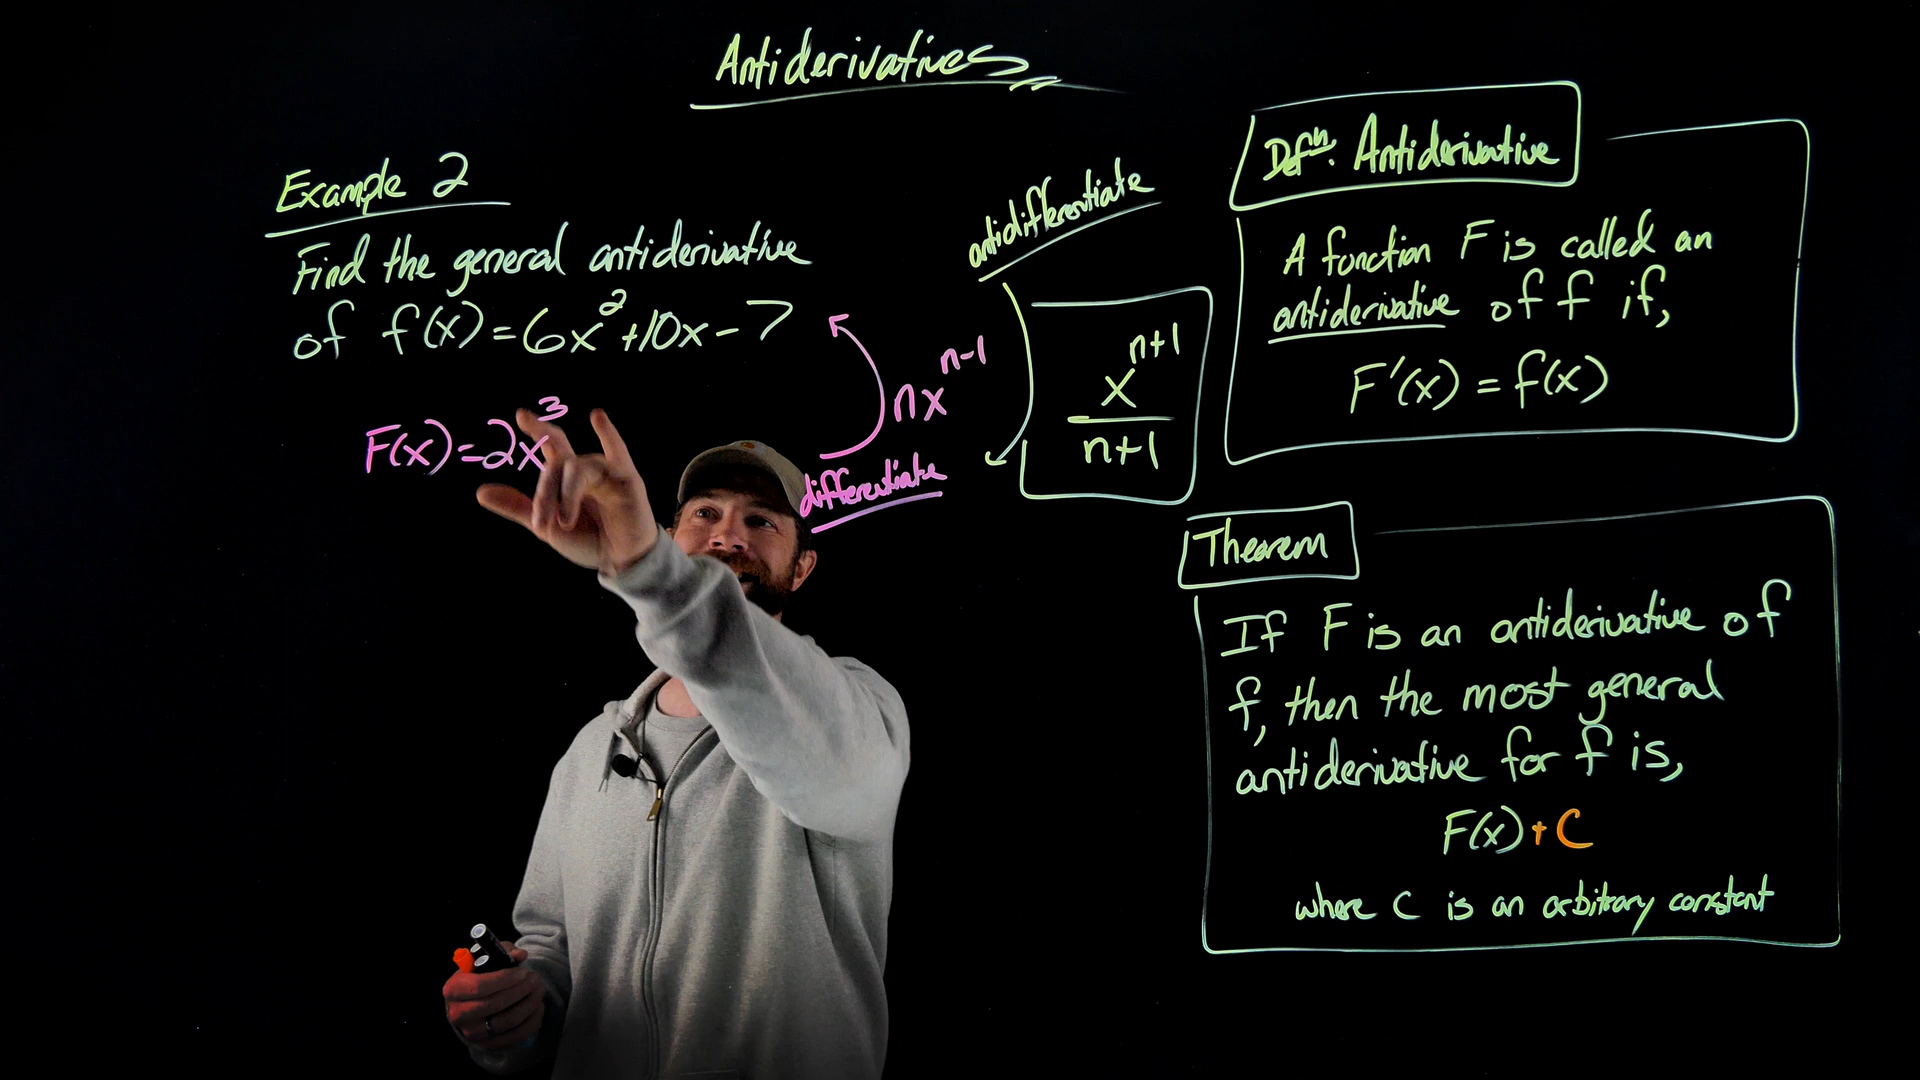 Antiderivatives
Example 2
Find the general antiderivative
of f(x)=6x²+10x-7
F(x)=2x³
differentiate
nxⁿ⁻¹
antidifferentiate
xⁿ⁺¹
n+1
Defⁿ: Antiderivative
A function F is called an
antiderivative of f if,
F'(x) = f(x)
Theorem
If F is an antiderivative of
f, then the most general
antiderivative for f is,
F(x)+C
where C is an arbitrary constant